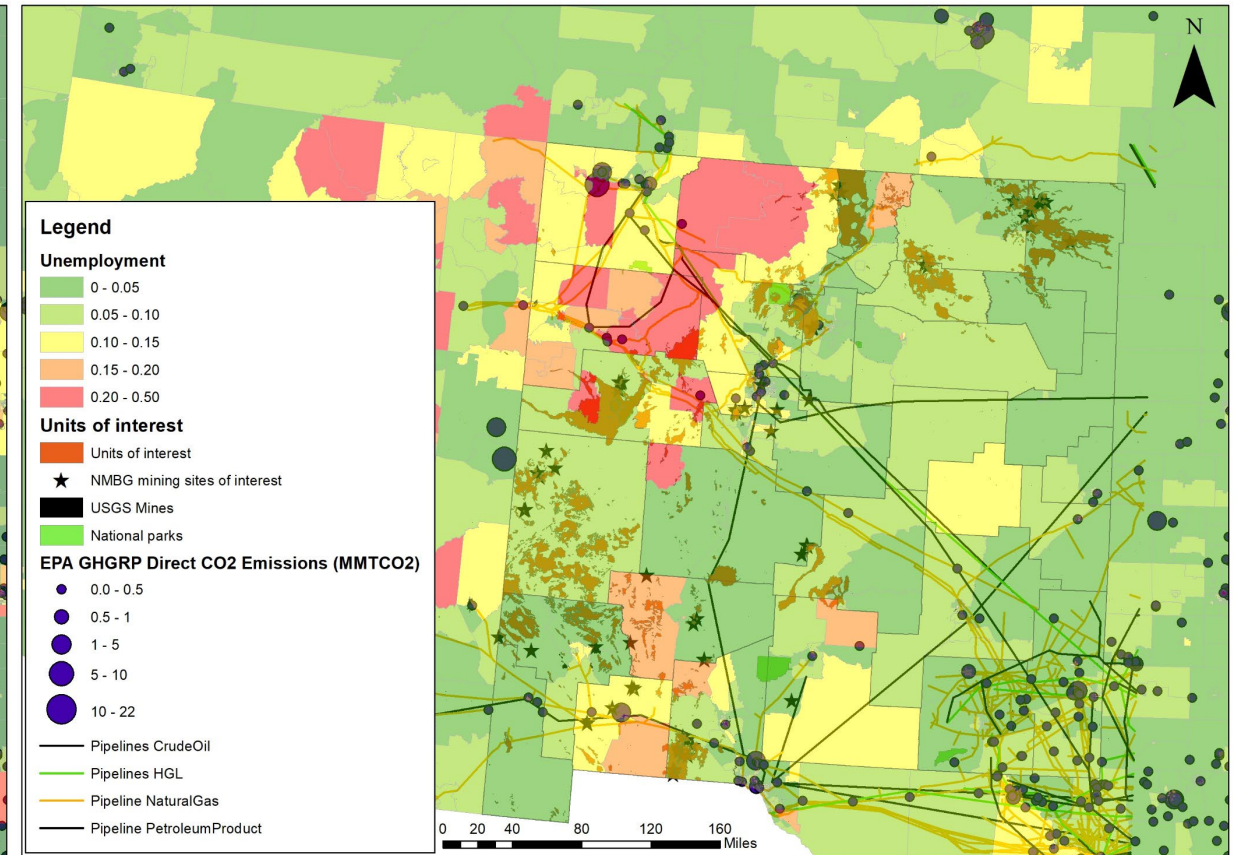 N
Legend
Unemployment
0 - 0.05
0.05 - 0.10
0.10 - 0.15
0.15 - 0.20
0.20 - 0.50
Units of interest
Units of interest
NMBG mining sites of interest
USGS Mines
National parks
EPA GHGRP Direct CO2 Emissions (MMTCO2)
0.0 - 0.5
0.5 - 1
1 - 5
5 - 10
10 - 22
Pipelines CrudeOil
Pipelines HGL
Pipeline NaturalGas
Pipeline PetroleumProduct
0 20 40 80 120 160
Miles